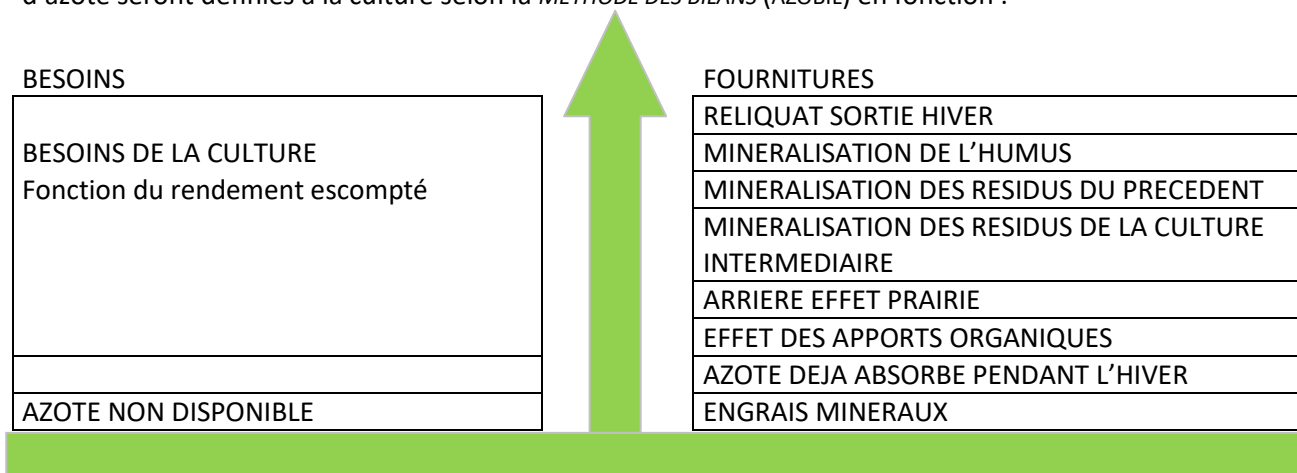 d'azote seront définies à la culture selon la METHODE DES BILANS (AZOBIL) en fonction :
BESOINS
BESOINS DE LA CULTURE
Fonction du rendement escompté
AZOTE NON DISPONIBLE
FOURNITURES
RELIQUAT SORTIE HIVER
MINERALISATION DE L’HUMUS
MINERALISATION DES RESIDUS DU PRECEDENT
MINERALISATION DES RESIDUS DE LA CULTURE
INTERMEDIAIRE
ARRIERE EFFET PRAIRIE
EFFET DES APPORTS ORGANIQUES
AZOTE DEJA ABSORBE PENDANT L’HIVER
ENGRAIS MINERAUX